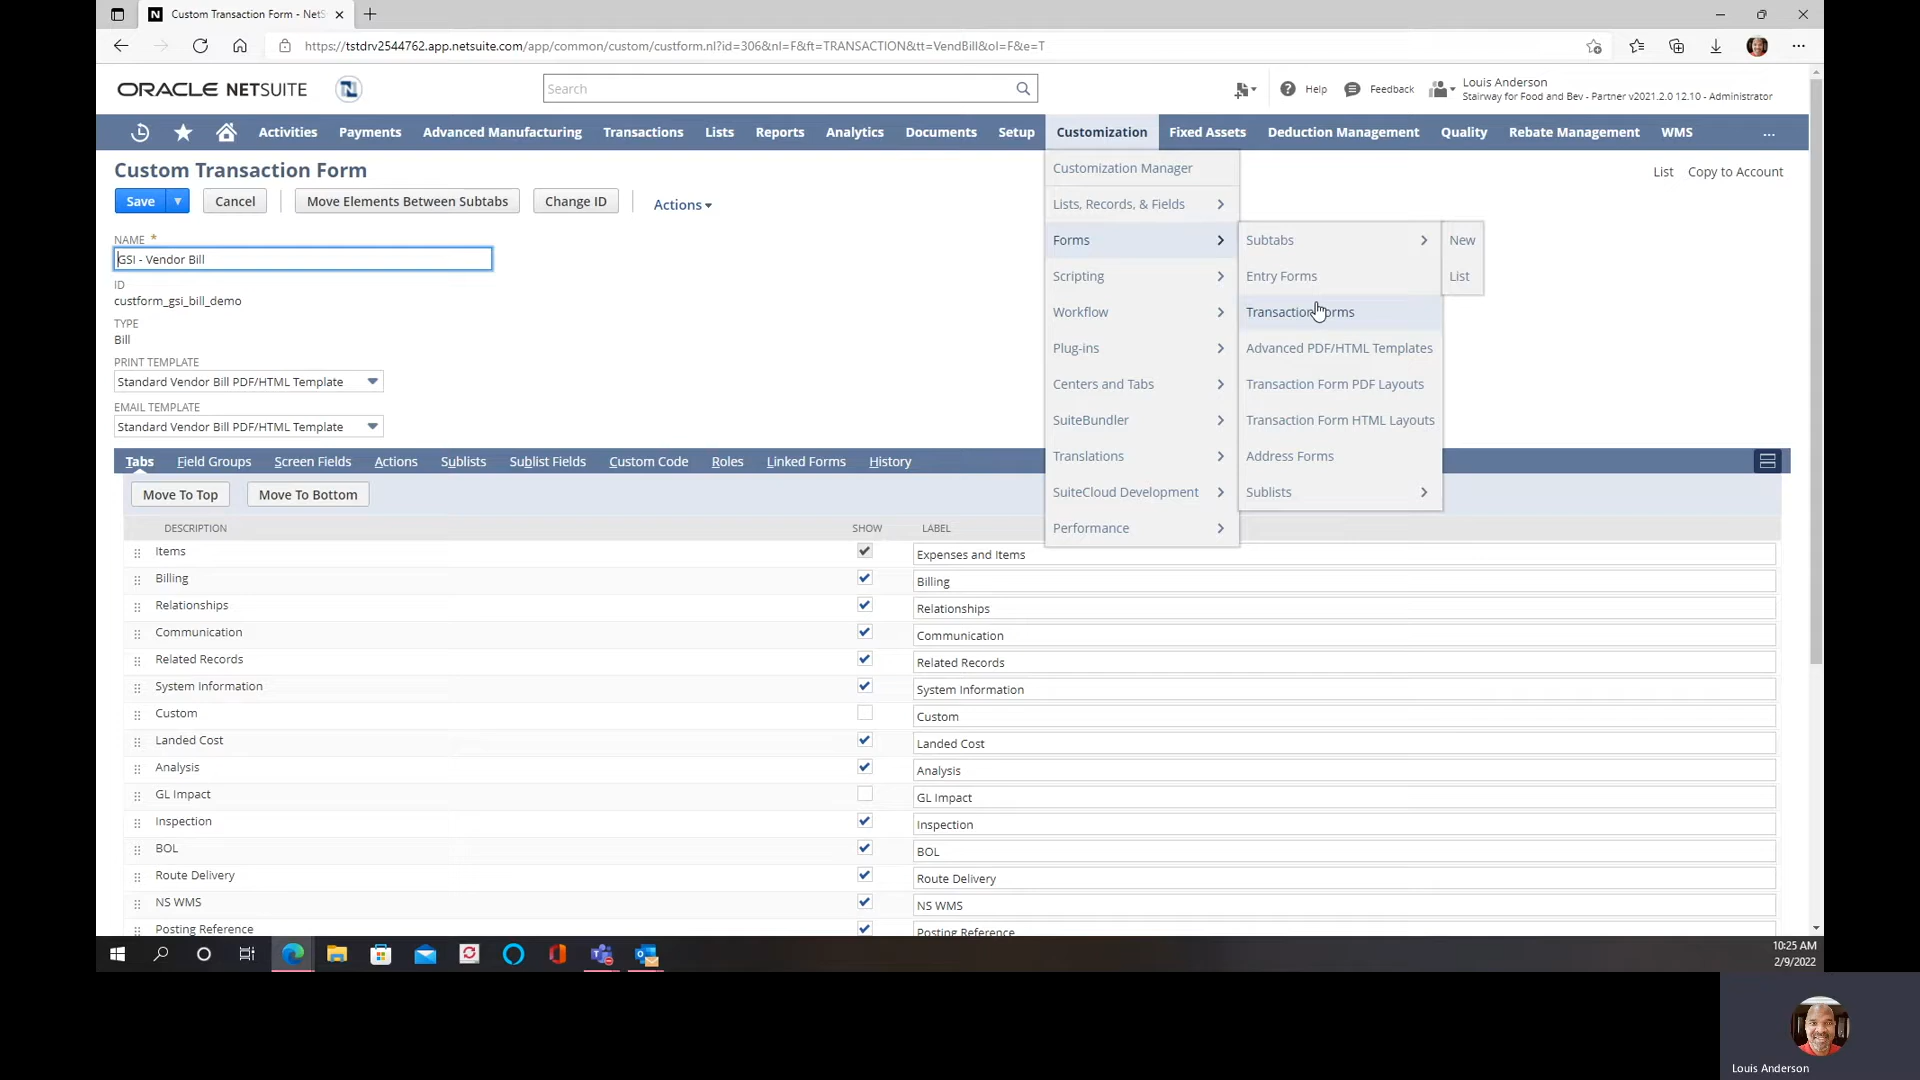 Custom Transaction Form - NetS
https://tstdrv2544762.app.netsuite.com/app/common/custom/custform.nl?id=306&nl=F&ft=TRANSACTION&tt=VendBill&ol=F&e=T
ORACLE NETSUITE
N
Search
Help
Feedback
Louis Anderson
Stairway for Food and Bev - Partner v2021.2.0 12.10 - Administrator
Activities Payments Advanced Manufacturing Transactions Lists Reports Analytics Documents Setup Customization Fixed Assets Deduction Management Quality Rebate Management WMS ...
Custom Transaction Form
List Copy to Account
Save Cancel Move Elements Between Subtabs Change ID Actions
NAME *
GSI - Vendor Bill
ID
custform_gsi_bill_demo
TYPE
Bill
PRINT TEMPLATE
Standard Vendor Bill PDF/HTML Template
EMAIL TEMPLATE
Standard Vendor Bill PDF/HTML Template
Customization Manager
Lists, Records, & Fields
Forms
Scripting
Workflow
Plug-ins
Centers and Tabs
SuiteBundler
Translations
SuiteCloud Development
Performance
Subtabs
Entry Forms
Transaction Forms
Advanced PDF/HTML Templates
Transaction Form PDF Layouts
Transaction Form HTML Layouts
Address Forms
Sublists
New
List
Tabs Field Groups Screen Fields Actions Sublists Sublist Fields Custom Code Roles Linked Forms History
Move To Top Move To Bottom
DESCRIPTION SHOW LABEL
Items Expenses and Items
Billing Billing
Relationships Relationships
Communication Communication
Related Records Related Records
System Information System Information
Custom Custom
Landed Cost Landed Cost
Analysis Analysis
GL Impact GL Impact
Inspection Inspection
BOL BOL
Route Delivery Route Delivery
NS WMS NS WMS
Posting Reference Posting Reference
10:25 AM
2/9/2022
Louis Anderson